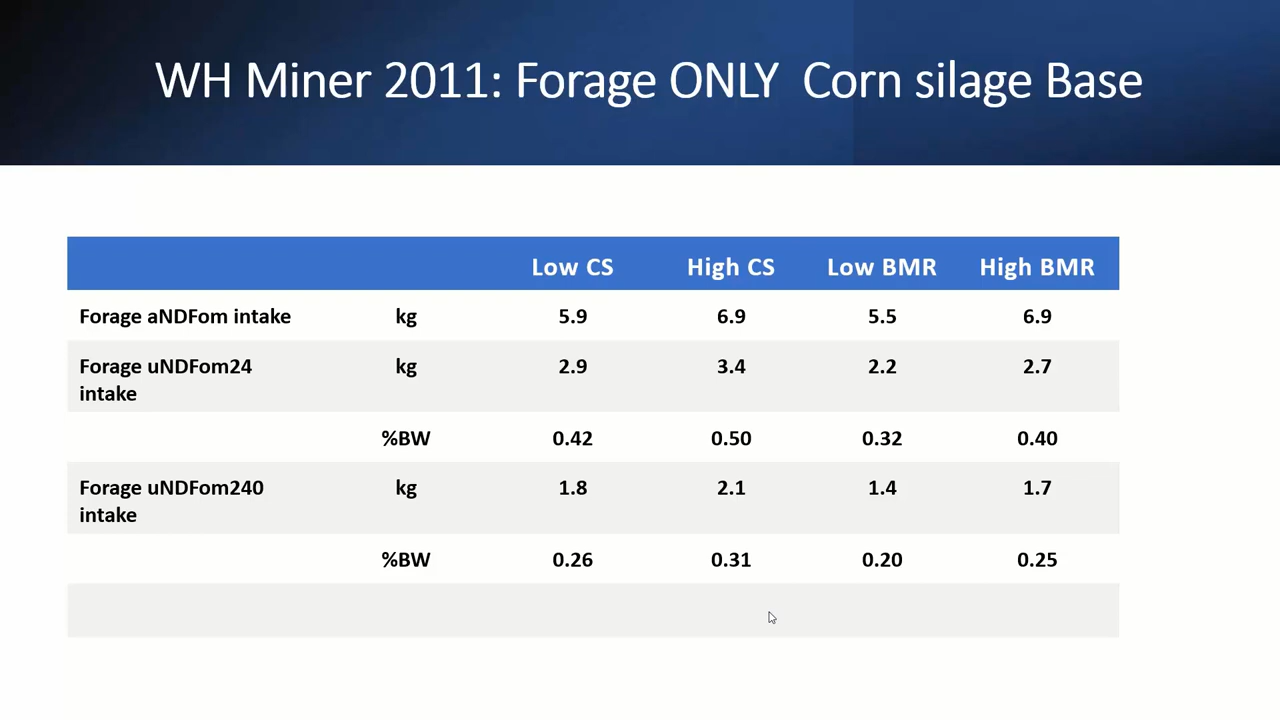 WH Miner 2011: Forage ONLY Corn silage Base
Low CS High CS Low BMR High BMR
Forage aNDFom intake kg 5.9 6.9 5.5 6.9
Forage uNDFom24 kg 2.9 3.4 2.2 2.7
intake
%BW 0.42 0.50 0.32 0.40
Forage uNDFom240 kg 1.8 2.1 1.4 1.7
intake
%BW 0.26 0.31 0.20 0.25